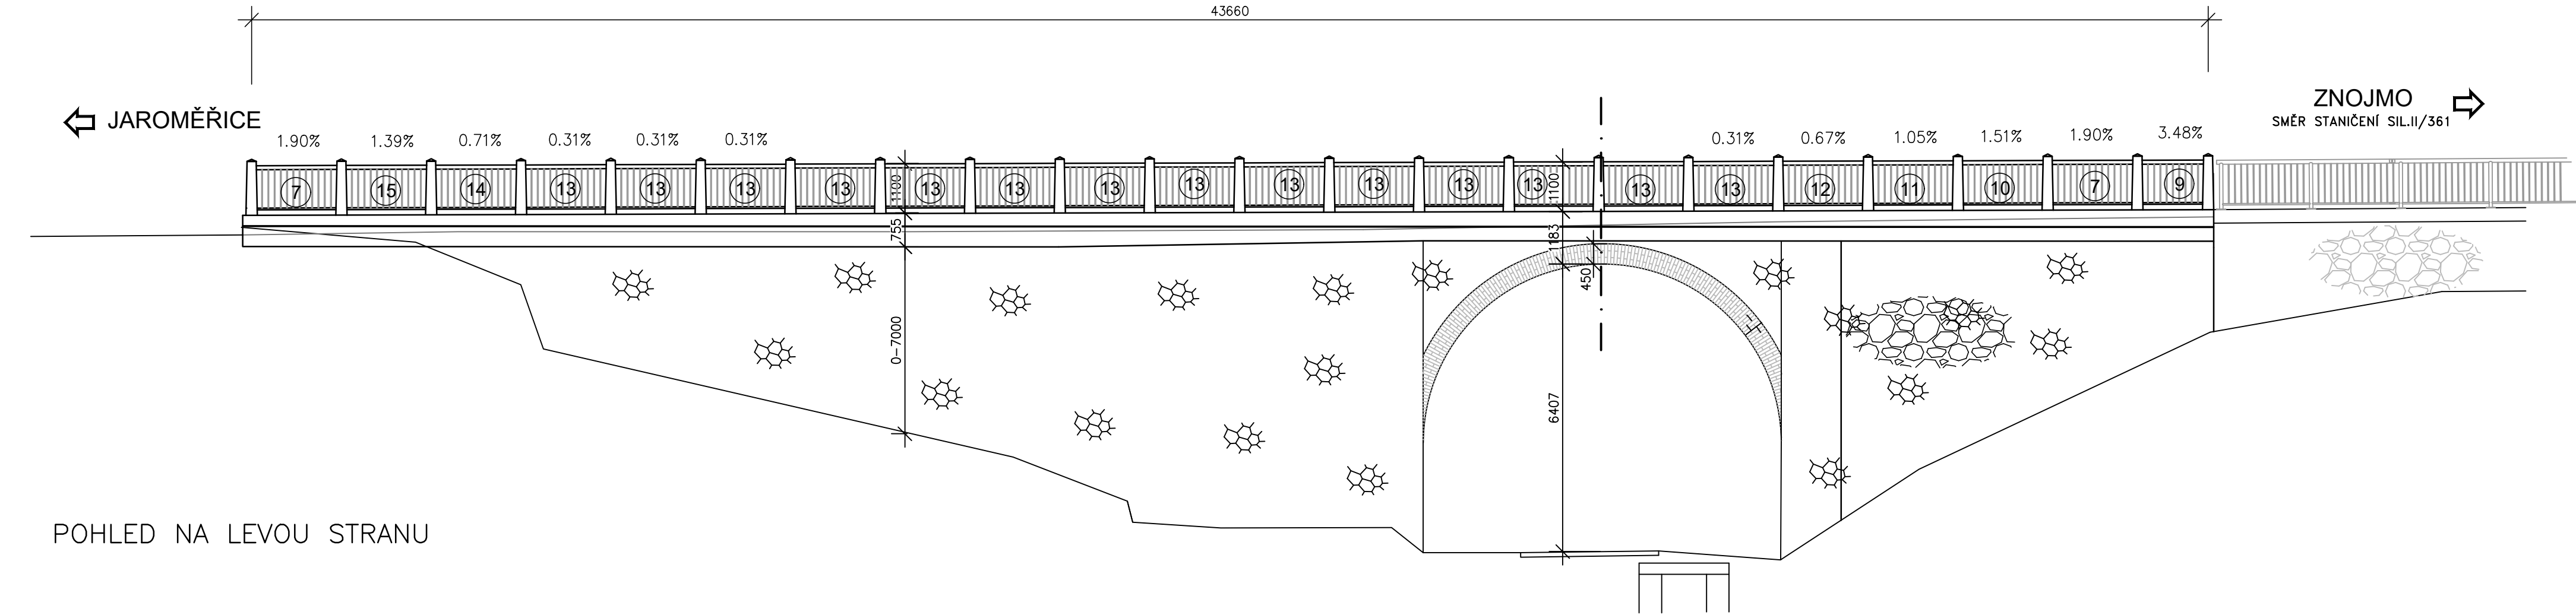 43660
JAROMĚŘICE
ZNOJMO
SMĚR STANIČENÍ SIL.II/361
1.90% 1.39% 0.71% 0.31% 0.31% 0.31% 0.31% 0.67% 1.05% 1.51% 1.90% 3.48%
7 15 14 13 13 13 13 13 13 13 13 13 13 13 13 13 13 12 11 10 7 9
1100
755
0-7000
1100
1183
450
6407
POHLED NA LEVOU STRANU